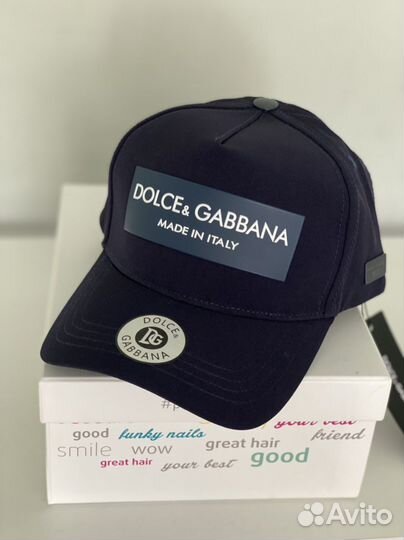 DOLCE & GABBANA
MADE IN ITALY
DOLCE &
DG
GABBANA
your best
good funky nails great hair friend
smile wow
great hair your best good
Avito